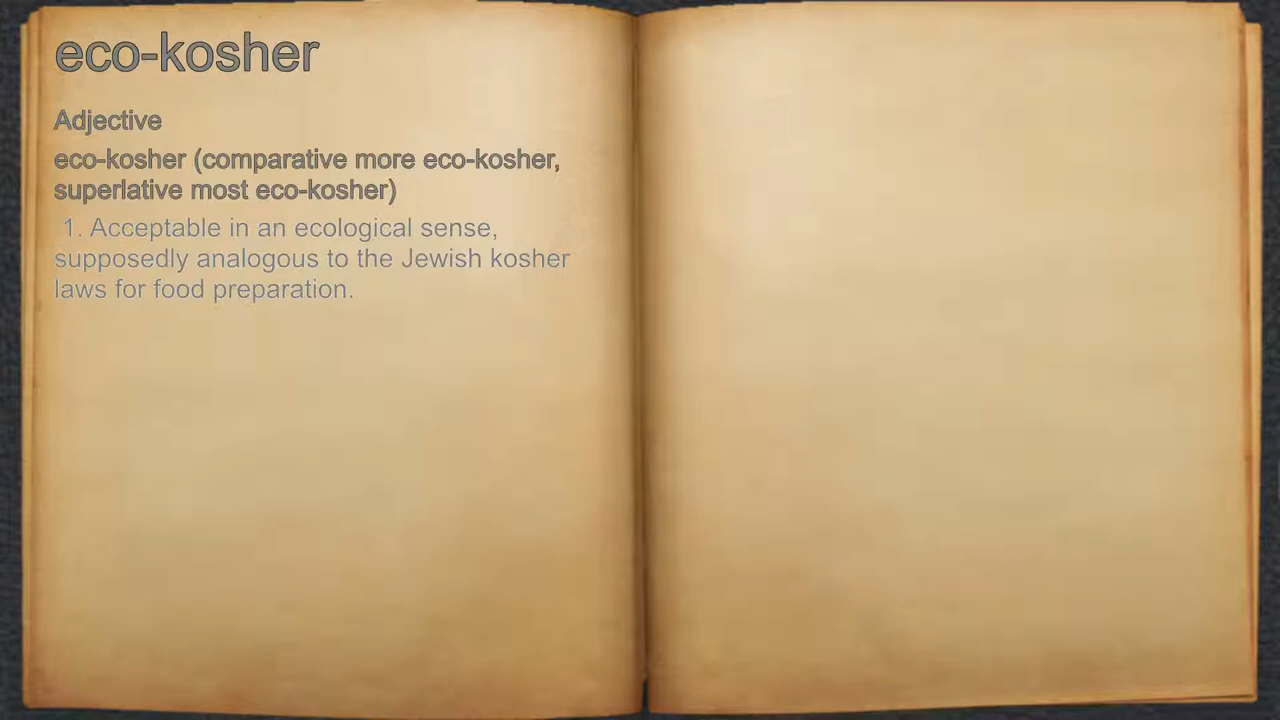 eco-kosher
Adjective
eco-kosher (comparative more eco-kosher,
superlative most eco-kosher)
1. Acceptable in an ecological sense,
supposedly analogous to the Jewish kosher
laws for food preparation.